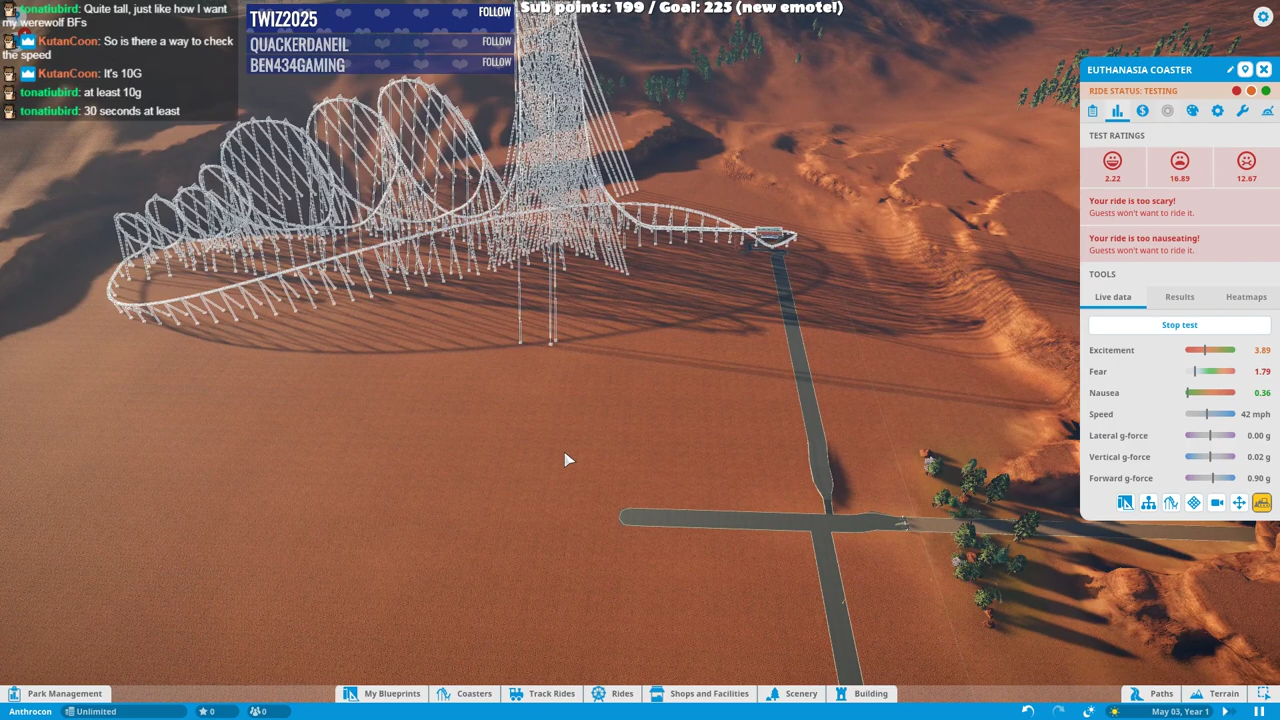 tonatiubird: Quite tall, just like how I want
my werewolf BFs
KutanCoon: So is there a way to check
the speed
KutanCoon: It's 10G
tonatiubird: at least 10g
tonatiubird: 30 seconds at least
TWIZ2025 FOLLOW
QUACKERDANEIL FOLLOW
BEN434GAMING FOLLOW
Sub points: 199 / Goal: 225 (new emote!)
EUTHANASIA COASTER
RIDE STATUS: TESTING
TEST RATINGS
2.22 16.89 12.67
Your ride is too scary!
Guests won't want to ride it.
Your ride is too nauseating!
Guests won't want to ride it.
TOOLS
Live data Results Heatmaps
Stop test
Excitement 3.89
Fear 1.79
Nausea 0.36
Speed 42 mph
Lateral g-force 0.00 g
Vertical g-force 0.02 g
Forward g-force 0.90 g
Park Management My Blueprints Coasters Track Rides Rides Shops and Facilities Scenery Building Paths Terrain
Anthrocon Unlimited 0 0 May 03, Year 1